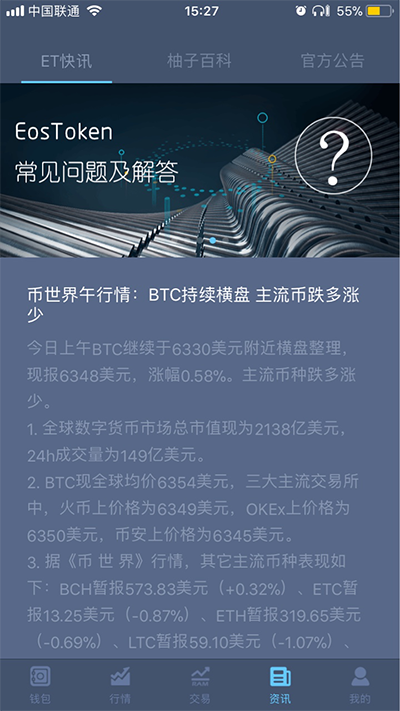 中国联通 15:27 55%
ET快讯 柚子百科 官方公告
EosToken
常见问题及解答
?
币世界午行情：BTC持续横盘 主流币跌多涨
少
今日上午BTC继续于6330美元附近横盘整理，
现报6348美元，涨幅0.58%。主流币种跌多涨
少。
1. 全球数字货币市场总市值现为2138亿美元，
24h成交量为149亿美元。
2. BTC现全球均价6354美元，三大主流交易所
中，火币上价格为6349美元，OKEx上价格为
6350美元，币安上价格为6345美元。
3. 据《币 世 界》行情，其它主流币种表现如
下：BCH暂报573.83美元（+0.32%）、ETC暂
报13.25美元（-0.87%）、ETH暂报319.65美元
（-0.69%）、LTC暂报59.10美元（-1.07%）、
RAM
钱包 行情 交易 资讯 我的